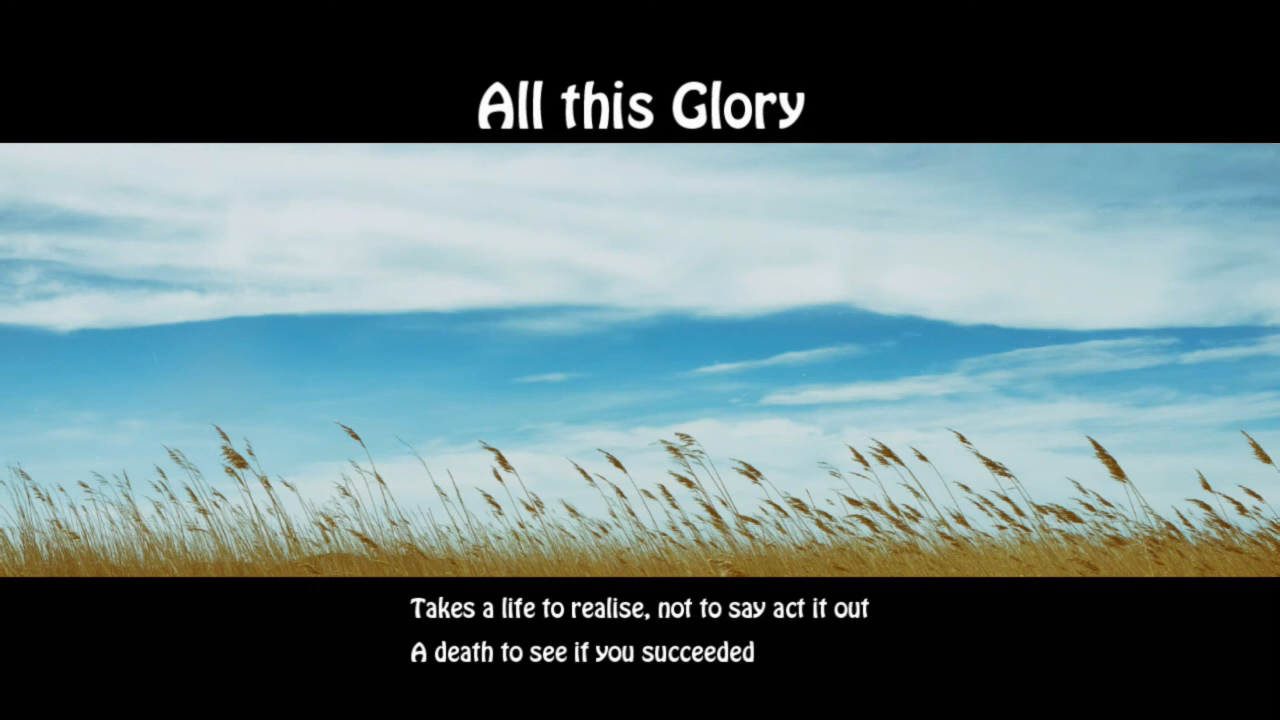 All this Glory
Takes a life to realise, not to say act it out
A death to see if you succeeded